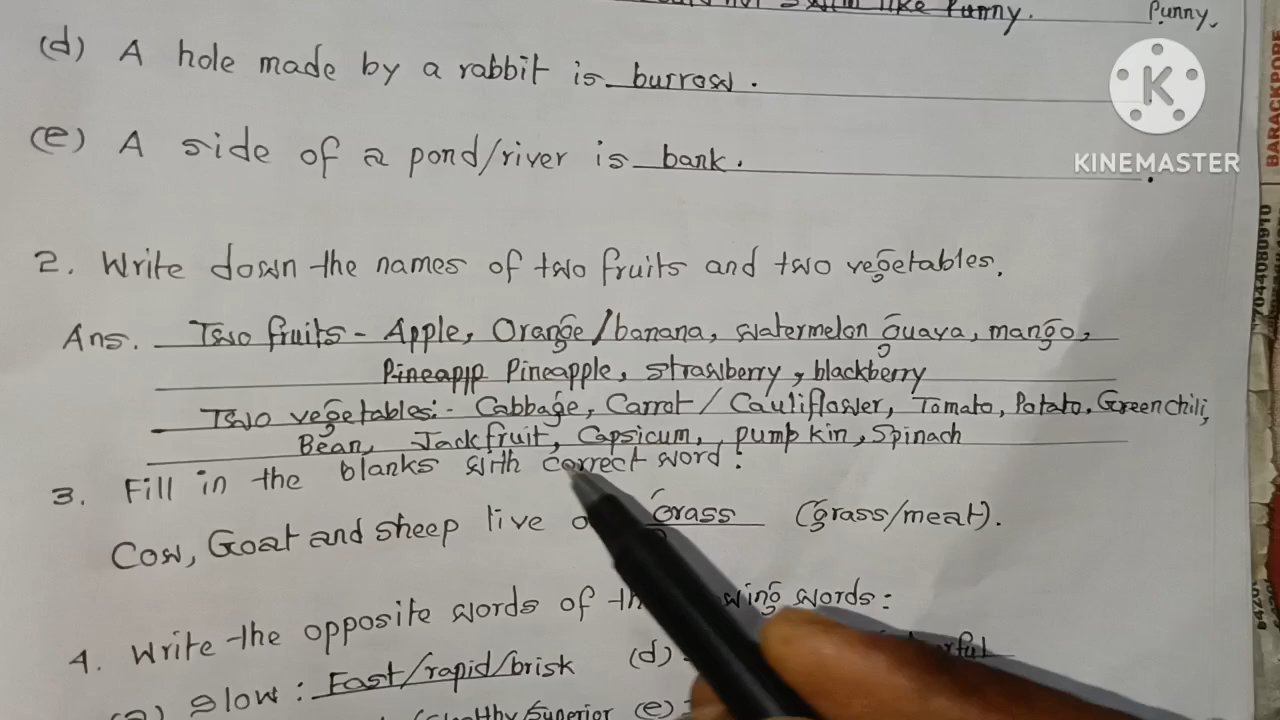 like Punny. Punny.
(d) A hole made by a rabbit is burrow.
KINEMASTER
(e) A side of a pond/river is bank.
BARACKPORE
2. Write down the names of two fruits and two vegetables.
Ans. Two fruits - Apple, Orange/banana, watermelon guava, mango,
Pineapple, strawberry, blackberry
Two vegetables:- Cabbage, Carrot/Cauliflower, Tomato, Potato, Green chili,
Bean, Jackfruit, Capsicum, pumpkin, Spinach
3. Fill in the blanks with correct word:
Cow, Goat and sheep live Grass (grass/meat).
4. Write the opposite words of words:
slow: Fast/rapid/brisk (d)
/Superior (e)